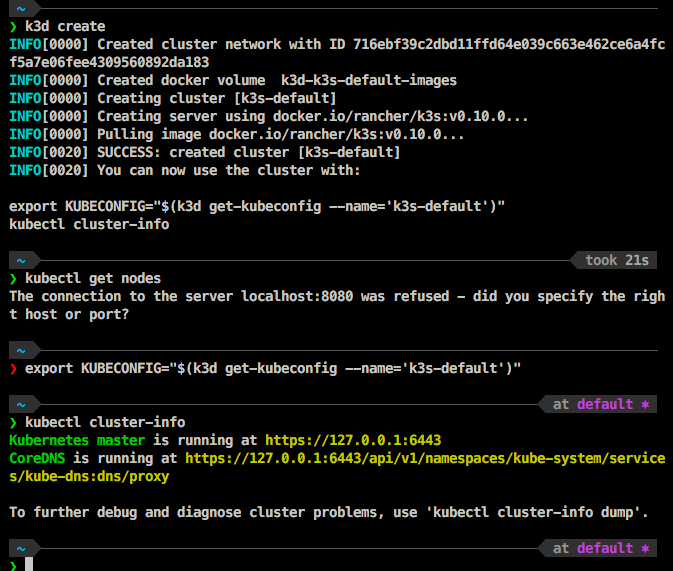 ~
❯ k3d create
INFO[0000] Created cluster network with ID 716ebf39c2dbd11ffd64e039c663e462ce6a4fc
f5a7e06fee4309560892da183
INFO[0000] Created docker volume  k3d-k3s-default-images
INFO[0000] Creating cluster [k3s-default]
INFO[0000] Creating server using docker.io/rancher/k3s:v0.10.0...
INFO[0000] Pulling image docker.io/rancher/k3s:v0.10.0...
INFO[0020] SUCCESS: created cluster [k3s-default]
INFO[0020] You can now use the cluster with:
export KUBECONFIG="$(k3d get-kubeconfig --name='k3s-default')"
kubectl cluster-info
~ took 21s
❯ kubectl get nodes
The connection to the server localhost:8080 was refused - did you specify the righ
t host or port?
~
❯ export KUBECONFIG="$(k3d get-kubeconfig --name='k3s-default')"
~ at default ⎈
❯ kubectl cluster-info
Kubernetes master is running at https://127.0.0.1:6443
CoreDNS is running at https://127.0.0.1:6443/api/v1/namespaces/kube-system/service
s/kube-dns:dns/proxy
To further debug and diagnose cluster problems, use 'kubectl cluster-info dump'.
~ at default ⎈
❯